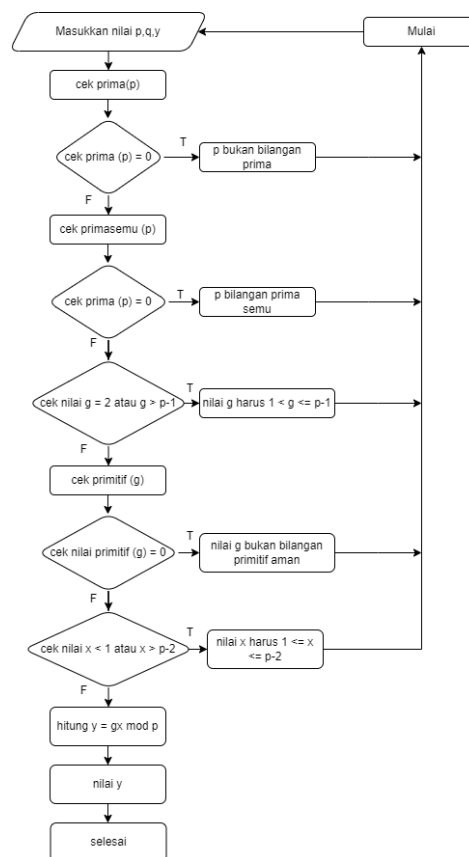 Masukkan nilai p,q,y
Mulai
cek prima(p)
cek prima (p) = 0
T
p bukan bilangan
prima
F
cek primasemu (p)
cek prima (p) = 0
T
p bilangan prima
semu
F
cek nilai g = 2 atau g > p-1
T
nilai g harus 1 < g <= p-1
F
cek primitif (g)
cek nilai primitif (g) = 0
T
nilai g bukan bilangan
primitif aman
F
cek nilai x < 1 atau x > p-2
T
nilai x harus 1 <= x
<= p-2
F
hitung y = gx mod p
nilai y
selesai